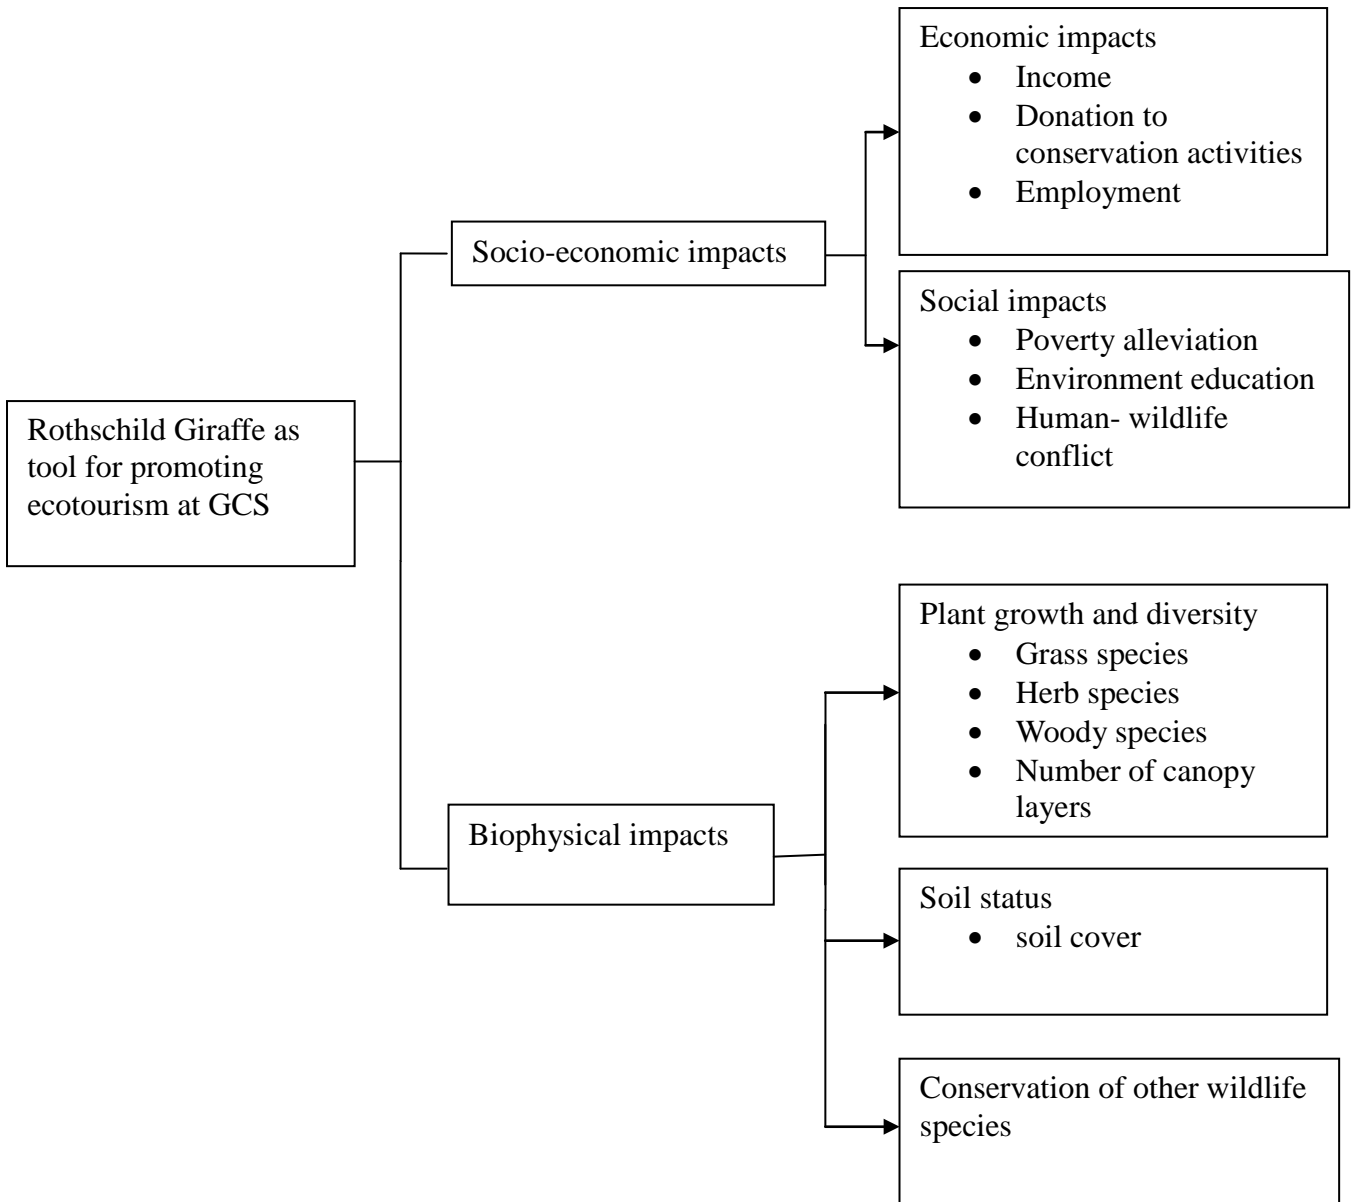 Economic impacts
• Income
• Donation to
conservation activities
• Employment
Socio-economic impacts
Social impacts
• Poverty alleviation
• Environment education
• Human- wildlife
conflict
Rothschild Giraffe as
tool for promoting
ecotourism at GCS
Plant growth and diversity
• Grass species
• Herb species
• Woody species
• Number of canopy
layers
Biophysical impacts
Soil status
• soil cover
Conservation of other wildlife
species